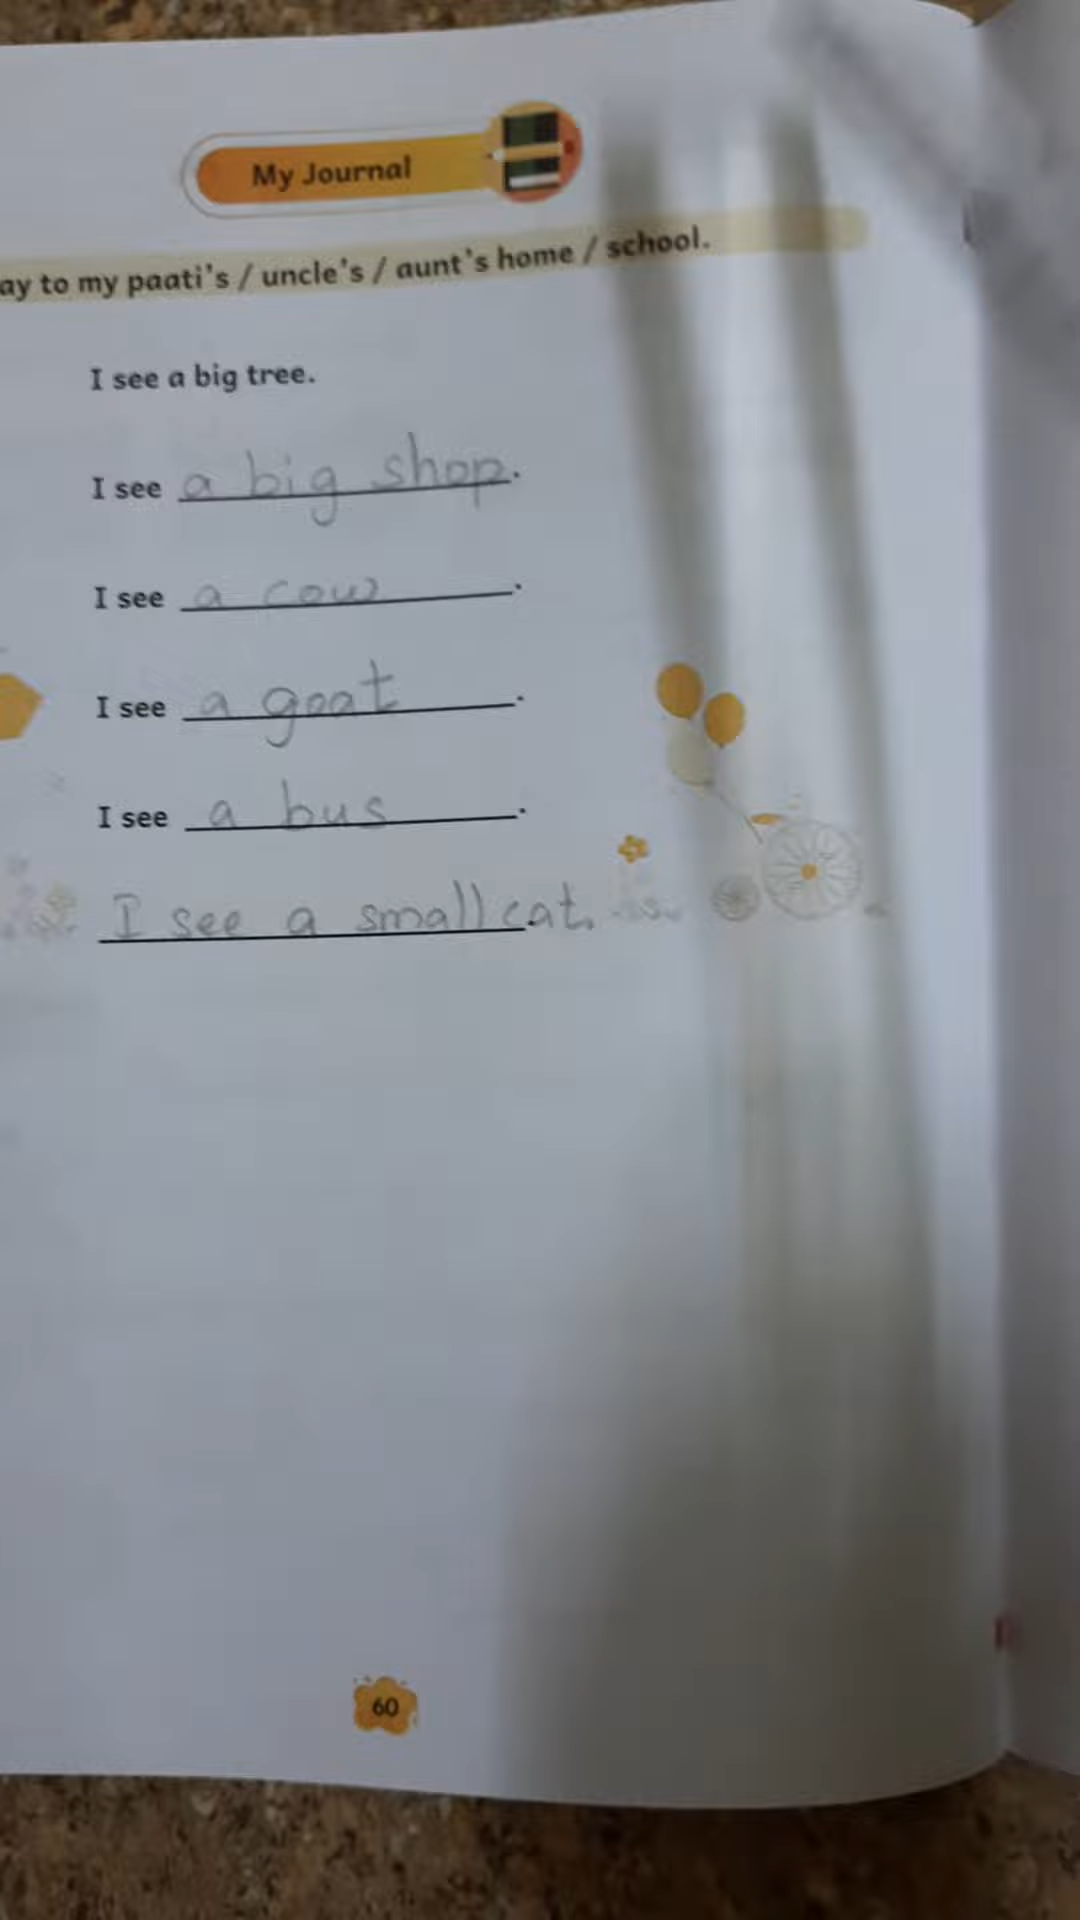 My Journal
ay to my paati's / uncle's / aunt's home / school.
I see a big tree.
I see a big shop.
I see a cow.
I see a goat.
I see a bus.
I see a small cat.
60